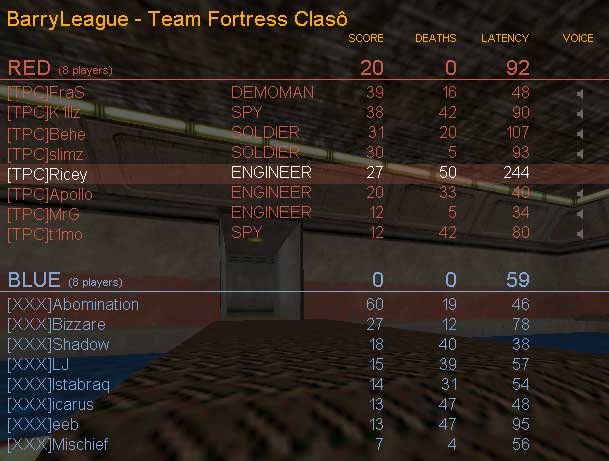 BarryLeague - Team Fortress Clasô
SCORE DEATHS LATENCY VOICE
RED (8 players) 20 0 92
[TPC]FraS DEMOMAN 39 16 48
[TPC]K1llz SPY 38 42 90
[TPC]Behe SOLDIER 31 20 107
[TPC]slimz SOLDIER 30 5 93
[TPC]Ricey ENGINEER 27 50 244
[TPC]Apollo ENGINEER 20 33 40
[TPC]MrG ENGINEER 12 5 34
[TPC]t1mo SPY 12 42 80
BLUE (8 players) 0 0 59
[XXX]Abomination 60 19 46
[XXX]Bizzare 27 12 78
[XXX]Shadow 18 40 38
[XXX]LJ 15 39 57
[XXX]Istabraq 14 31 54
[XXX]icarus 13 47 48
[XXX]eeb 13 47 95
[XXX]Mischief 7 4 56